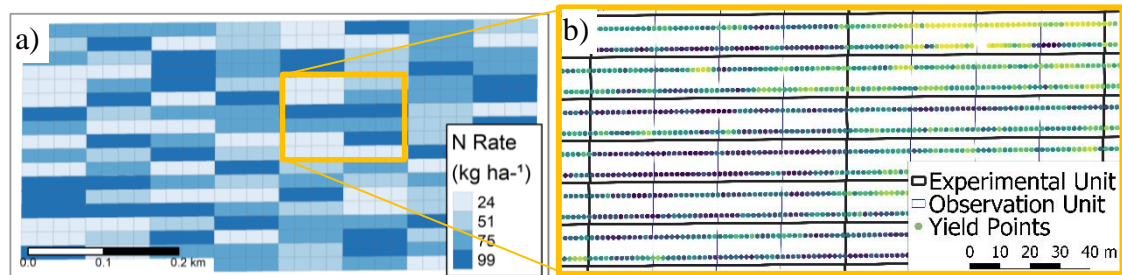 a)
N Rate
(kg ha⁻¹)
24
51
75
99
0.0 0.1 0.2 km
b)
Experimental Unit
Observation Unit
Yield Points
0 10 20 30 40 m